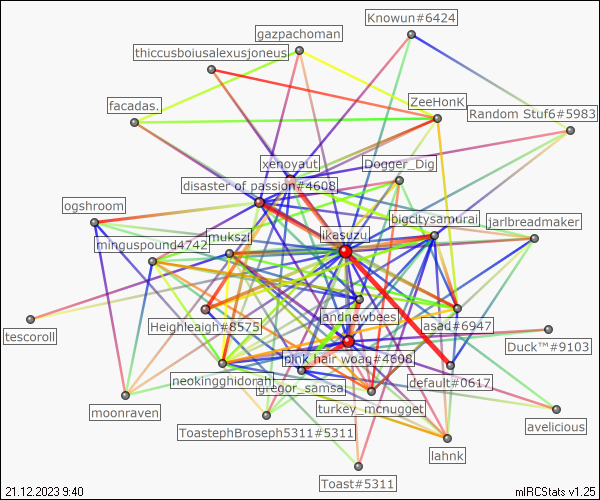 Knowun#6424
gazpachoman
thiccusboiusalexusjoneus
facadas.
ZeeHonK
Random Stuf6#5983
xenoyaut
Dogger_Dig
disaster of passion#4608
ogshroom
bigcitysamurai
jarlbreadmaker
likesuzu
mukszi
minguspound4742
andnewbees
Heighleaigh#8575
asad#6947
tescoroll
Duck™#9103
pink hair woag#4608
neokingghidorah
gregor_samsa
default#0617
moonraven
turkey_mcnugget
avelicious
ToastephBroseph5311#5311
lahnk
Toast#5311
21.12.2023 9:40
mIRCStats v1.25